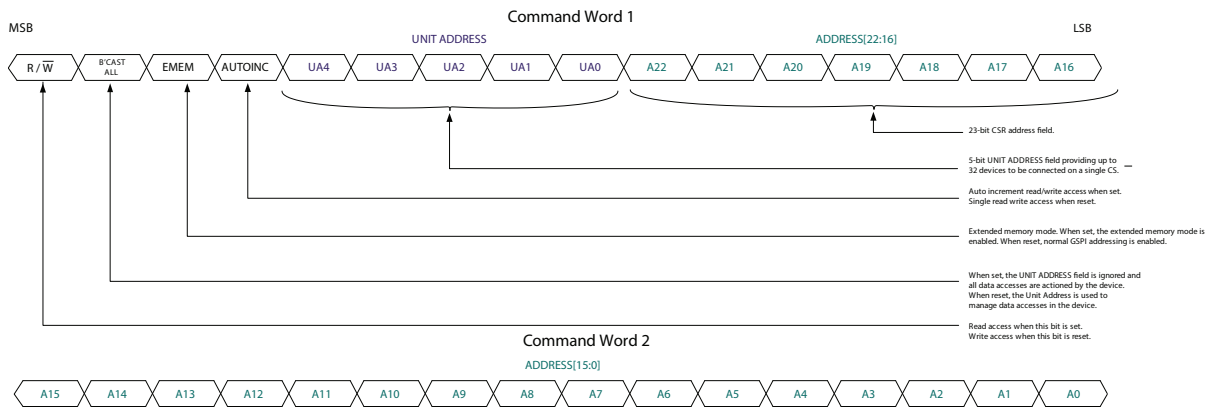 Command Word 1
MSB
LSB
UNIT ADDRESS
ADDRESS[22:16]
R / W B'CAST ALL EMEM AUTOINC UA4 UA3 UA2 UA1 UA0 A22 A21 A20 A19 A18 A17 A16
23-bit CSR address field.
5-bit UNIT ADDRESS field providing up to
32 devices to be connected on a single CS.
Auto increment read/write access when set.
Single read write access when reset.
Extended memory mode. When set, the extended memory mode is
enabled. When reset, normal GSPI addressing is enabled.
When set, the UNIT ADDRESS field is ignored and
all data accesses are actioned by the device.
When reset, the Unit Address is used to
manage data accesses in the device.
Read access when this bit is set.
Write access when this bit is reset.
Command Word 2
ADDRESS[15:0]
A15 A14 A13 A12 A11 A10 A9 A8 A7 A6 A5 A4 A3 A2 A1 A0